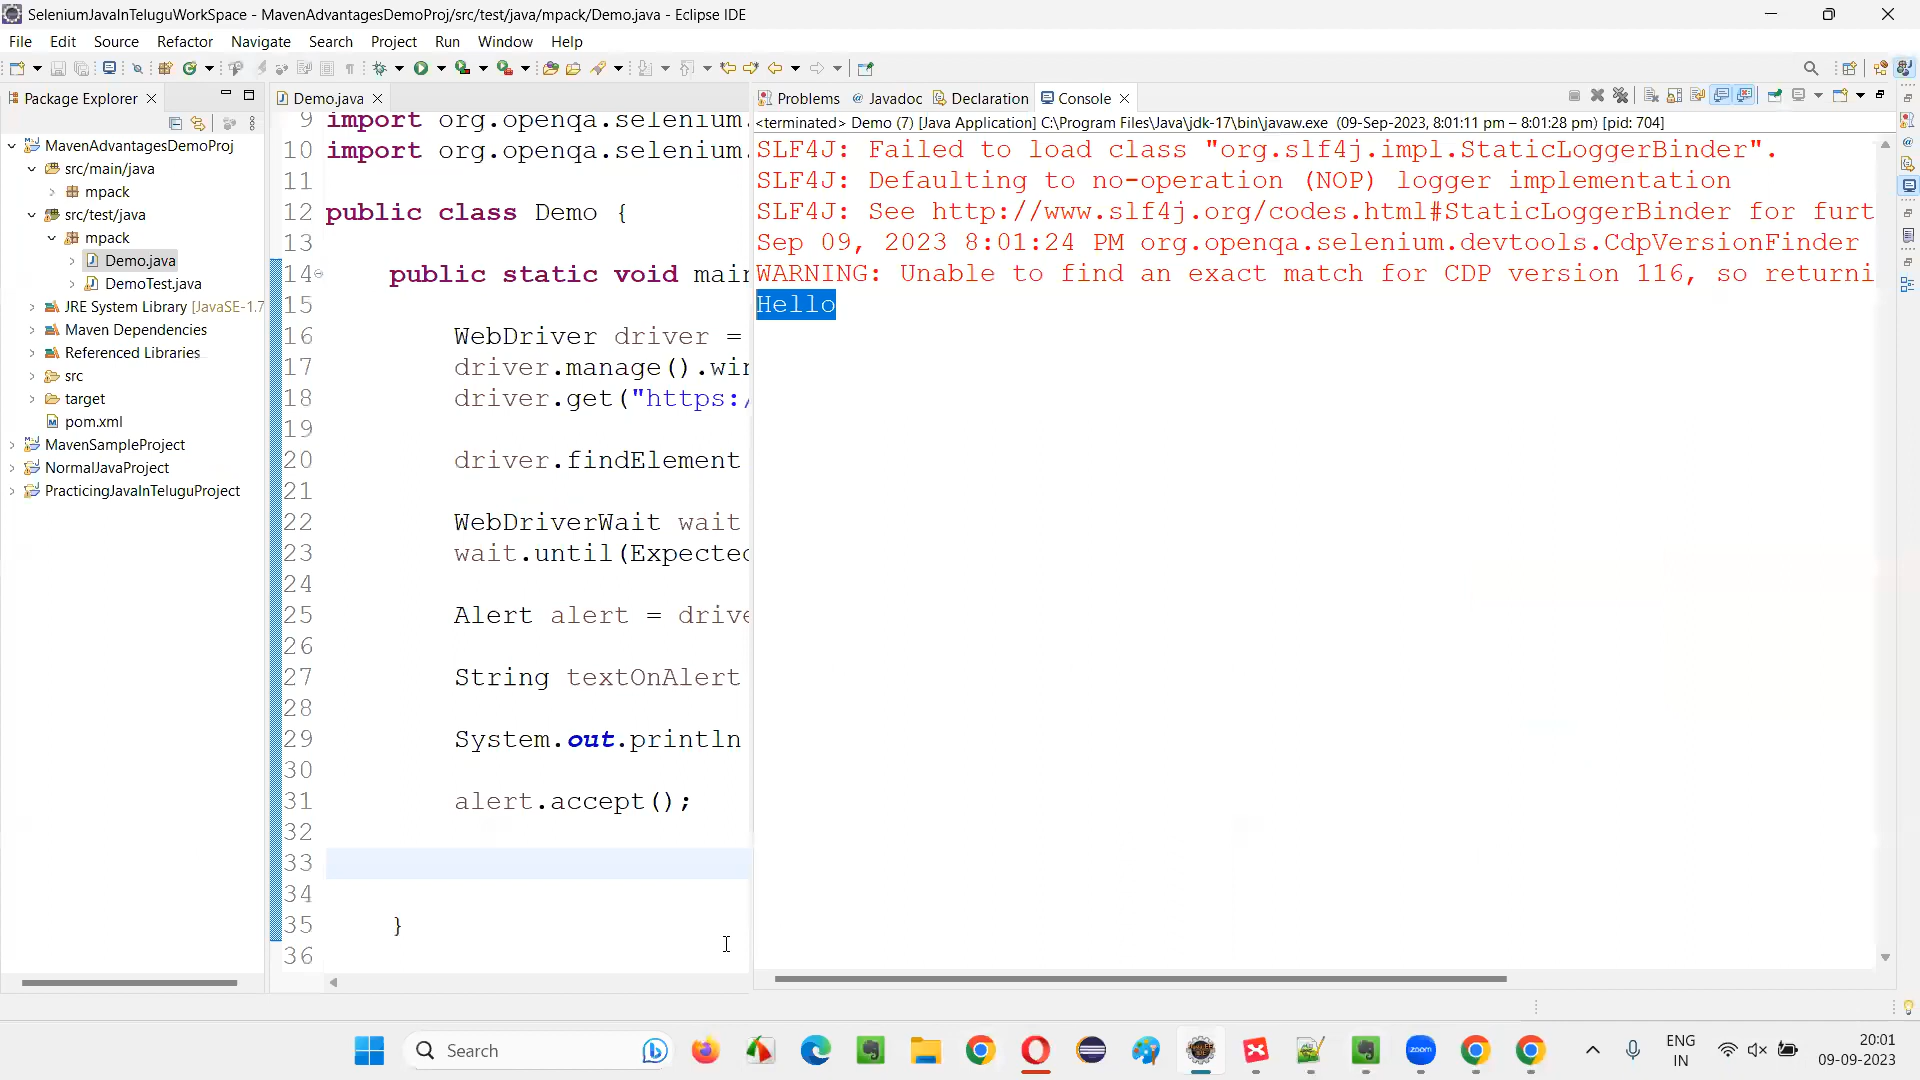 SeleniumJavaInTeluguWorkSpace - MavenAdvantagesDemoProj/src/test/java/mpack/Demo.java - Eclipse IDE
File Edit Source Refactor Navigate Search Project Run Window Help
Package Explorer
MavenAdvantagesDemoProj
src/main/java
mpack
src/test/java
mpack
Demo.java
DemoTest.java
JRE System Library [JavaSE-1.7
Maven Dependencies
Referenced Libraries
src
target
pom.xml
MavenSampleProject
NormalJavaProject
PracticingJavaInTeluguProject
Demo.java
9 import org.openqa.selenium.
10 import org.openqa.selenium.
11
12 public class Demo {
13
14 public static void main
15
16 WebDriver driver =
17 driver.manage().win
18 driver.get("https:/
19
20 driver.findElement
21
22 WebDriverWait wait
23 wait.until(Expected
24
25 Alert alert = drive
26
27 String textOnAlert
28
29 System.out.println
30
31 alert.accept();
32
33
34
35 }
36
Problems @ Javadoc Declaration Console
<terminated> Demo (7) [Java Application] C:\Program Files\Java\jdk-17\bin\javaw.exe (09-Sep-2023, 8:01:11 pm – 8:01:28 pm) [pid: 704]
SLF4J: Failed to load class "org.slf4j.impl.StaticLoggerBinder".
SLF4J: Defaulting to no-operation (NOP) logger implementation
SLF4J: See http://www.slf4j.org/codes.html#StaticLoggerBinder for furt
Sep 09, 2023 8:01:24 PM org.openqa.selenium.devtools.CdpVersionFinder
WARNING: Unable to find an exact match for CDP version 116, so returni
Hello
Search
zoom
ENG
IN
20:01
09-09-2023